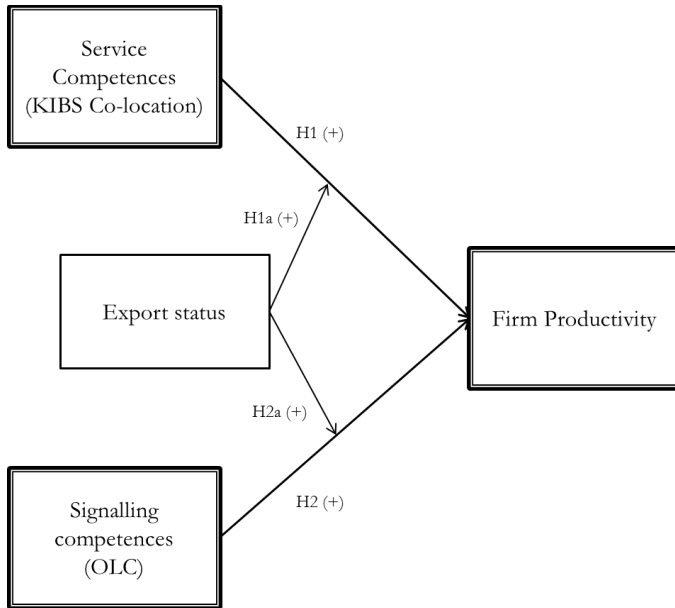 Service
Competences
(KIBS Co-location)
H1 (+)
H1a (+)
Export status
Firm Productivity
H2a (+)
H2 (+)
Signalling
competences
(OLC)